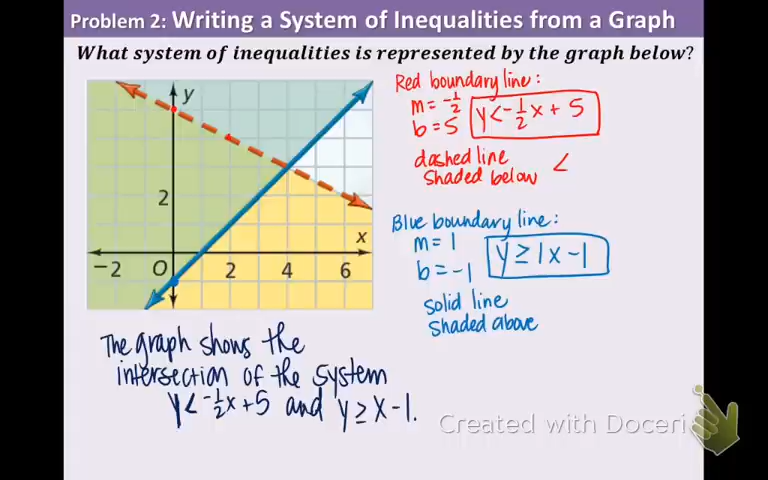 Problem 2: Writing a System of Inequalities from a Graph
What system of inequalities is represented by the graph below?
y
2
x
−2 O 2 4 6
Red boundary line:
m = -1/2
b = 5
y < -1/2 x + 5
dashed line
shaded below <
Blue boundary line:
m = 1
b = -1
y ≥ 1x - 1
solid line
shaded above
The graph shows the
intersection of the system
y < -1/2 x + 5 and y ≥ x - 1.
Created with Doceri